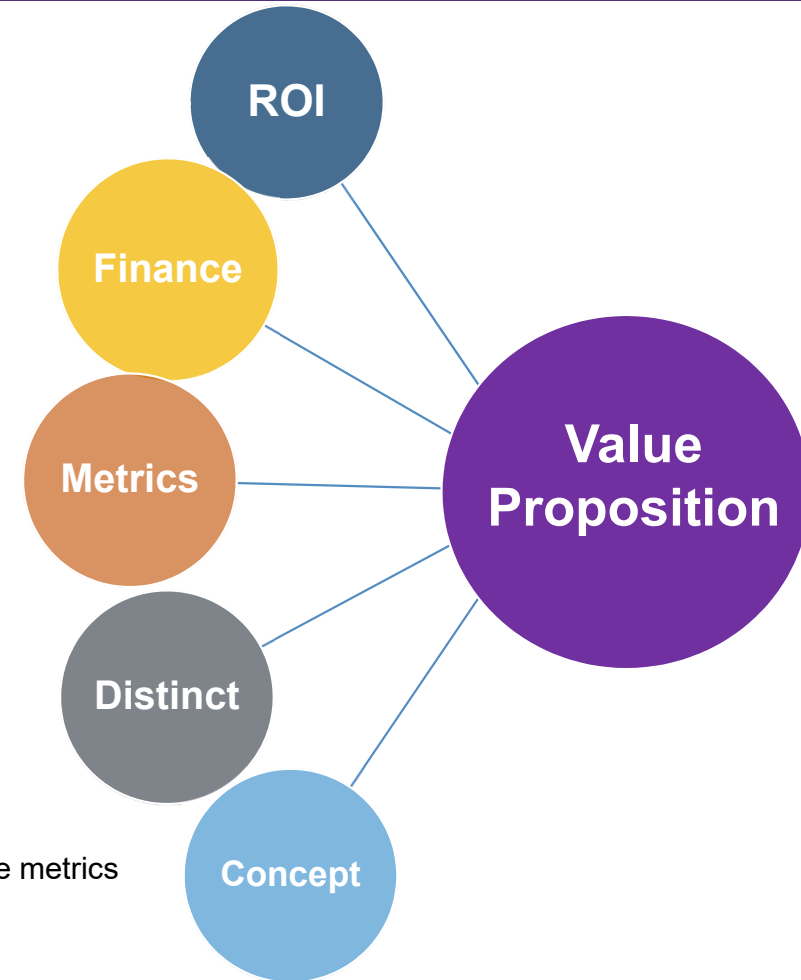 ROI
Finance
Metrics
Value
Proposition
Distinct
Concept
e metrics